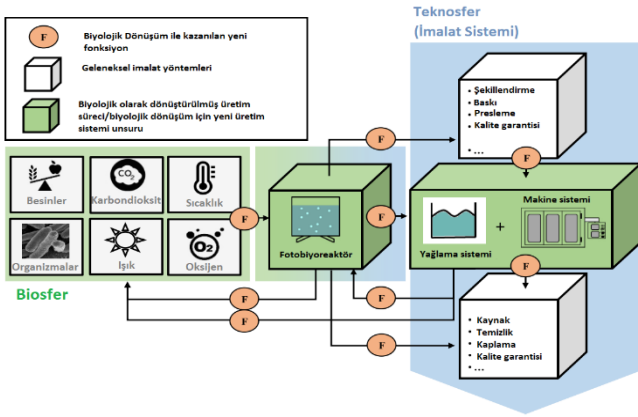 F
Biyolojik Dönüşüm ile kazanılan yeni
fonksiyon
Geleneksel imalat yöntemleri
Biyolojik olarak dönüştürülmüş üretim
süreci/biyolojik dönüşüm için yeni üretim
sistemi unsuru
Teknosfer
(İmalat Sistemi)
• Şekillendirme
• Baskı
• Presleme
• Kalite garantisi
• ...
F
F
Besinler
CO2
Karbondioksit
Sıcaklık
Organizmalar
Işık
O2
Oksijen
Biosfer
F
Fotobiyoreaktör
F
Makine sistemi
+
Yağlama sistemi
F
F
F
F
F
• Kaynak
• Temizlik
• Kaplama
• Kalite garantisi
• ...